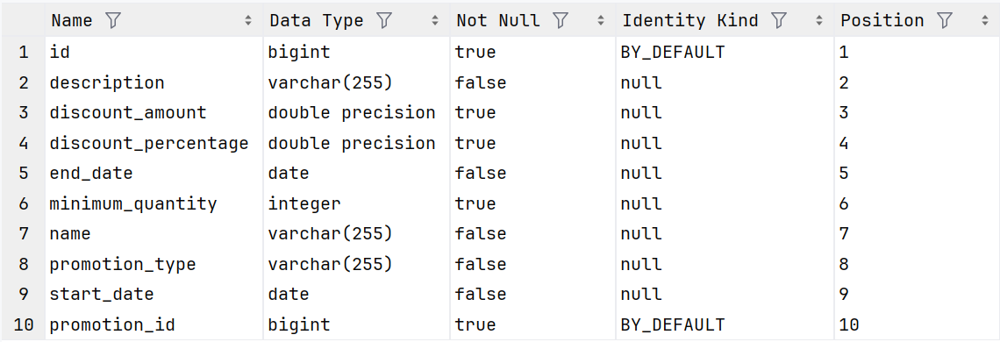 Name Data Type Not Null Identity Kind Position
1 id bigint true BY_DEFAULT 1
2 description varchar(255) false null 2
3 discount_amount double precision true null 3
4 discount_percentage double precision true null 4
5 end_date date false null 5
6 minimum_quantity integer true null 6
7 name varchar(255) false null 7
8 promotion_type varchar(255) false null 8
9 start_date date false null 9
10 promotion_id bigint true BY_DEFAULT 10